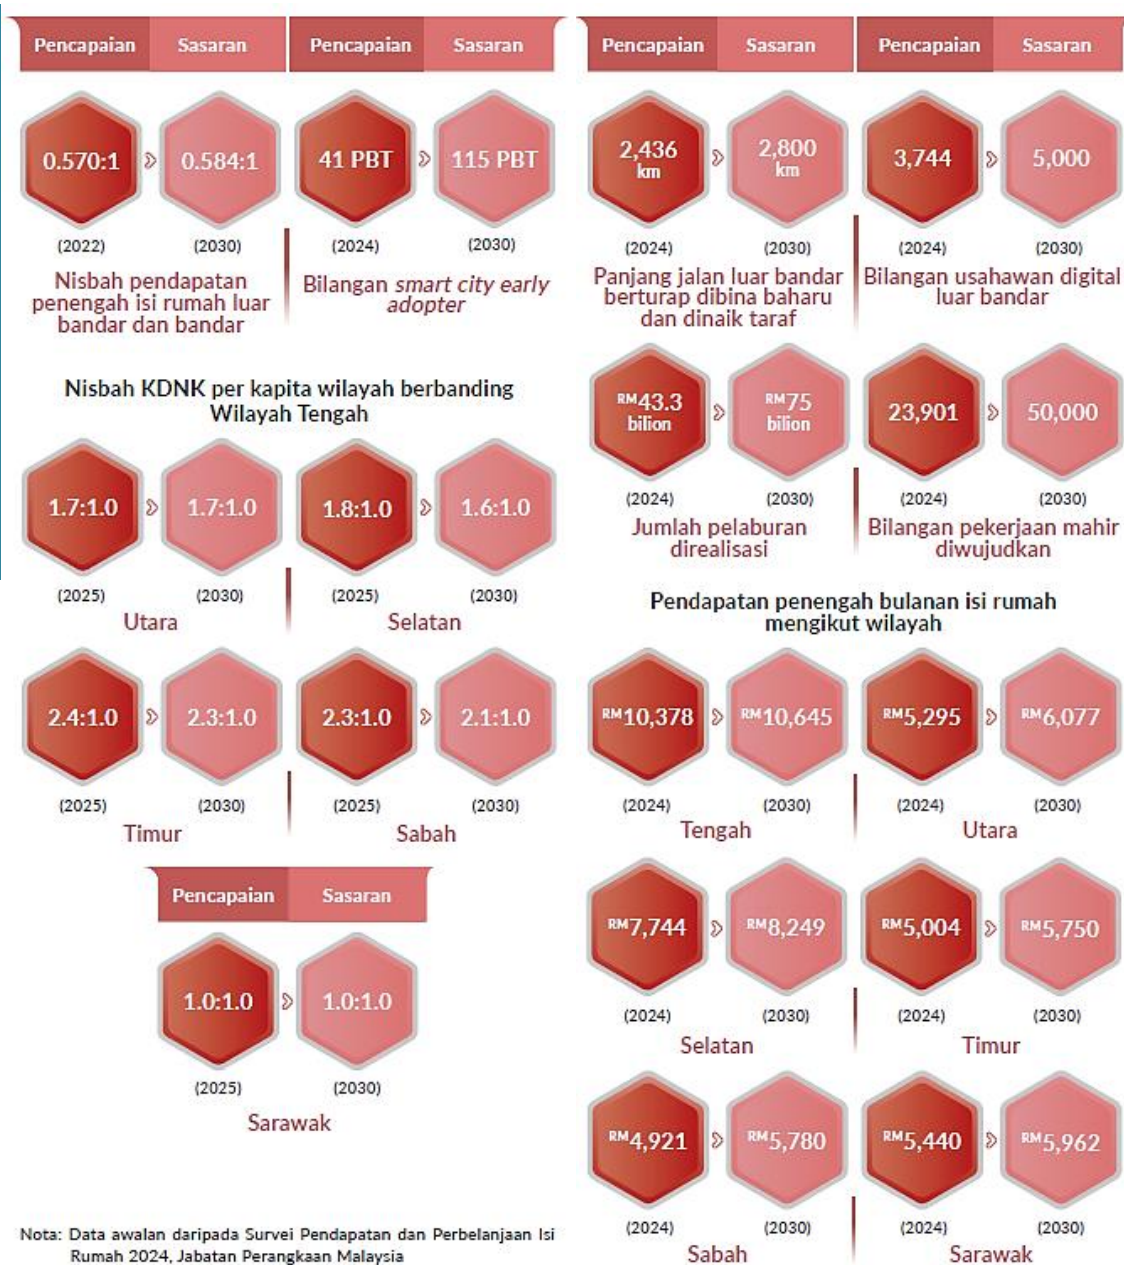 Pencapaian Sasaran Pencapaian Sasaran
0.570:1 0.584:1 41 PBT 115 PBT
(2022) (2030) (2024) (2030)
Nisbah pendapatan
penengah isi rumah luar
bandar dan bandar
Bilangan smart city early
adopter
Nisbah KDNK per kapita wilayah berbanding
Wilayah Tengah
1.7:1.0 1.7:1.0 1.8:1.0 1.6:1.0
(2025) (2030) (2025) (2030)
Utara Selatan
2.4:1.0 2.3:1.0 2.3:1.0 2.1:1.0
(2025) (2030) (2025) (2030)
Timur Sabah
Pencapaian Sasaran
1.0:1.0 1.0:1.0
(2025) (2030)
Sarawak
Nota: Data awalan daripada Survei Pendapatan dan Perbelanjaan Isi
Rumah 2024, Jabatan Perangkaan Malaysia
Pencapaian Sasaran Pencapaian Sasaran
2,436
km
2,800
km
3,744 5,000
(2024) (2030) (2024) (2030)
Panjang jalan luar bandar
berturap dibina baharu
dan dinaik taraf
Bilangan usahawan digital
luar bandar
RM43.3
bilion
RM75
bilion
23,901 50,000
(2024) (2030) (2024) (2030)
Jumlah pelaburan
direalisasi
Bilangan pekerjaan mahir
diwujudkan
Pendapatan penengah bulanan isi rumah
mengikut wilayah
RM10,378 RM10,645 RM5,295 RM6,077
(2024) (2030) (2024) (2030)
Tengah Utara
RM7,744 RM8,249 RM5,004 RM5,750
(2024) (2030) (2024) (2030)
Selatan Timur
RM4,921 RM5,780 RM5,440 RM5,962
(2024) (2030) (2024) (2030)
Sabah Sarawak